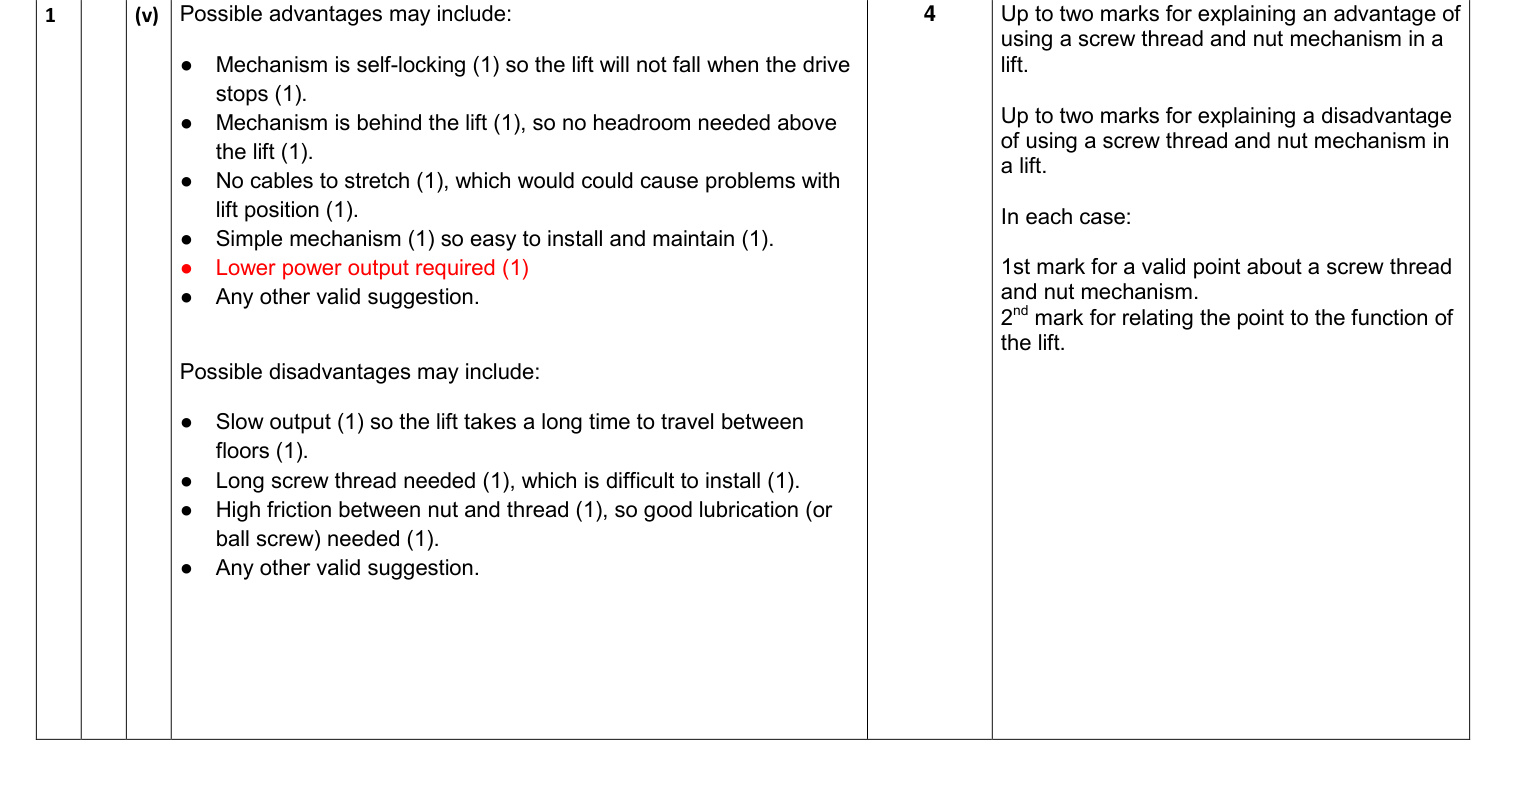 1
(v)
Possible advantages may include:
● Mechanism is self-locking (1) so the lift will not fall when the drive
stops (1).
● Mechanism is behind the lift (1), so no headroom needed above
the lift (1).
● No cables to stretch (1), which would could cause problems with
lift position (1).
● Simple mechanism (1) so easy to install and maintain (1).
● Lower power output required (1)
● Any other valid suggestion.
Possible disadvantages may include:
● Slow output (1) so the lift takes a long time to travel between
floors (1).
● Long screw thread needed (1), which is difficult to install (1).
● High friction between nut and thread (1), so good lubrication (or
ball screw) needed (1).
● Any other valid suggestion.
4
Up to two marks for explaining an advantage of
using a screw thread and nut mechanism in a
lift.
Up to two marks for explaining a disadvantage
of using a screw thread and nut mechanism in
a lift.
In each case:
1st mark for a valid point about a screw thread
and nut mechanism.
2nd mark for relating the point to the function of
the lift.